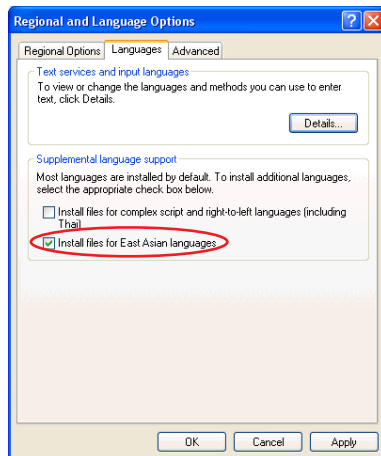 Regional and Language Options
Regional Options Languages Advanced
Text services and input languages
To view or change the languages and methods you can use to enter
text, click Details.
Details...
Supplemental language support
Most languages are installed by default. To install additional languages,
select the appropriate check box below.
Install files for complex script and right-to-left languages (including
Thai)
Install files for East Asian languages
OK Cancel Apply